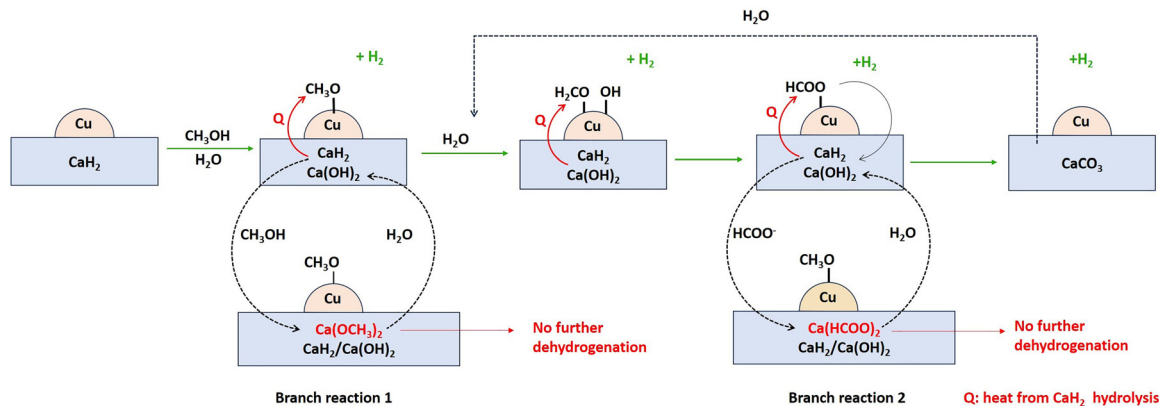 H₂O
+ H₂
+ H₂
+H₂
+H₂
CH₃O
H₂CO OH
HCOO
Q
Q
Q
Cu
Cu
Cu
Cu
Cu
CH₃OH
H₂O
H₂O
CaH₂
CaH₂
Ca(OH)₂
CaH₂
Ca(OH)₂
CaH₂
Ca(OH)₂
CaCO₃
CH₃OH
H₂O
HCOO⁻
H₂O
CH₃O
Cu
Ca(OCH₃)₂
CaH₂/Ca(OH)₂
No further
dehydrogenation
CH₃O
Cu
Ca(HCOO)₂
CaH₂/Ca(OH)₂
No further
dehydrogenation
Branch reaction 1
Branch reaction 2
Q: heat from CaH₂ hydrolysis